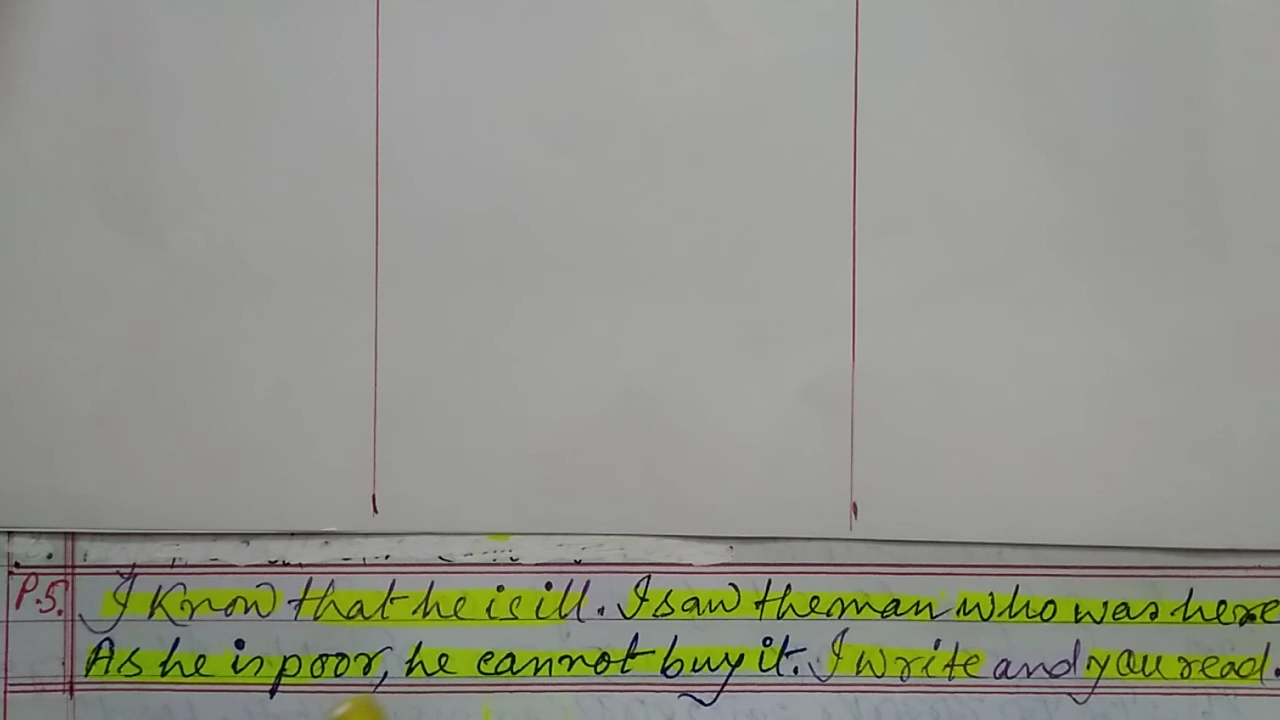 P.5. I know that he is ill. I saw the man who was here
As he is poor, he cannot buy it. I write and you read.